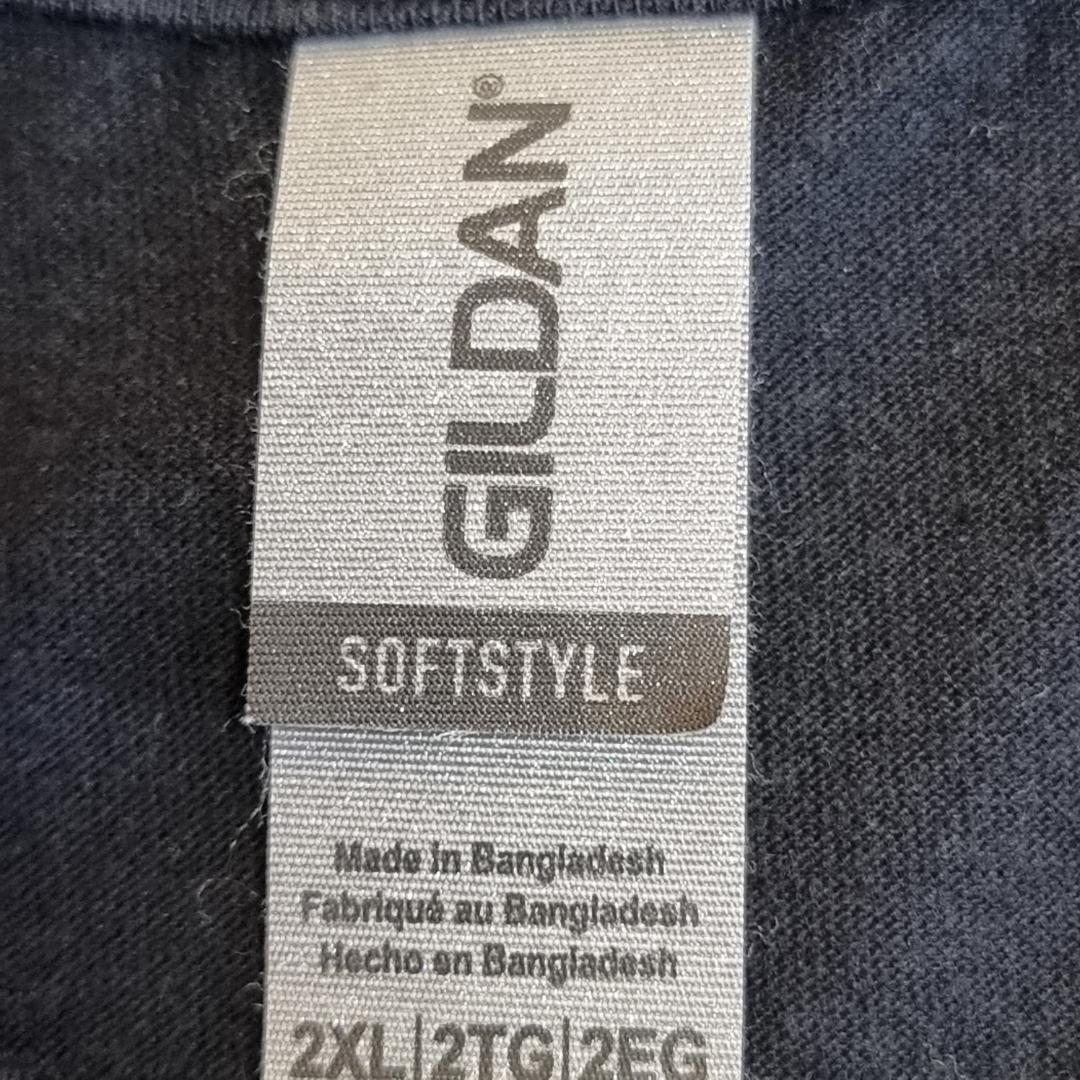 GILDAN®
SOFTSTYLE
Made in Bangladesh
Fabriqué au Bangladesh
Hecho en Bangladesh
2XL|2TG|2EG